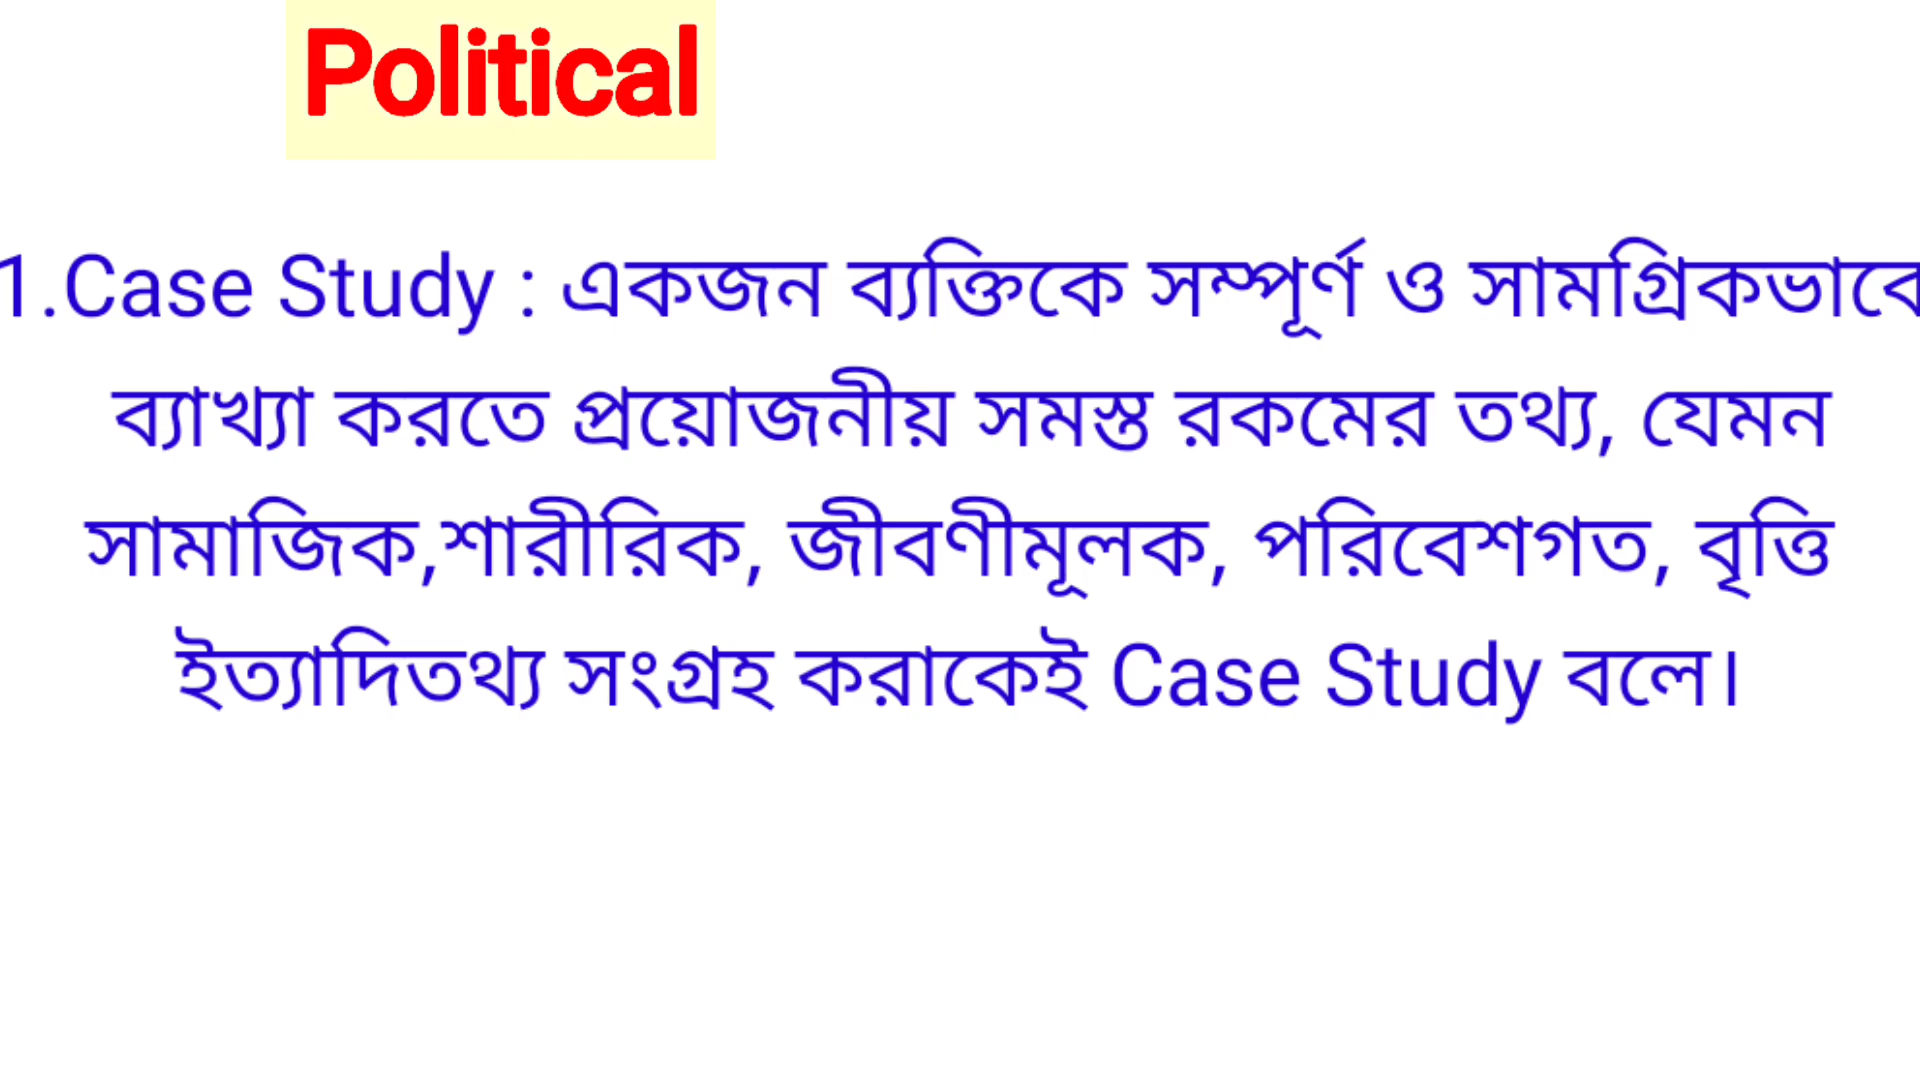 Political
1.Case Study : একজন ব্যক্তিকে সম্পূর্ণ ও সামগ্রিকভাবে
ব্যাখ্যা করতে প্রয়োজনীয় সমস্ত রকমের তথ্য, যেমন
সামাজিক,শারীরিক, জীবণীমূলক, পরিবেশগত, বৃত্তি
ইত্যাদিতথ্য সংগ্রহ করাকেই Case Study বলে।